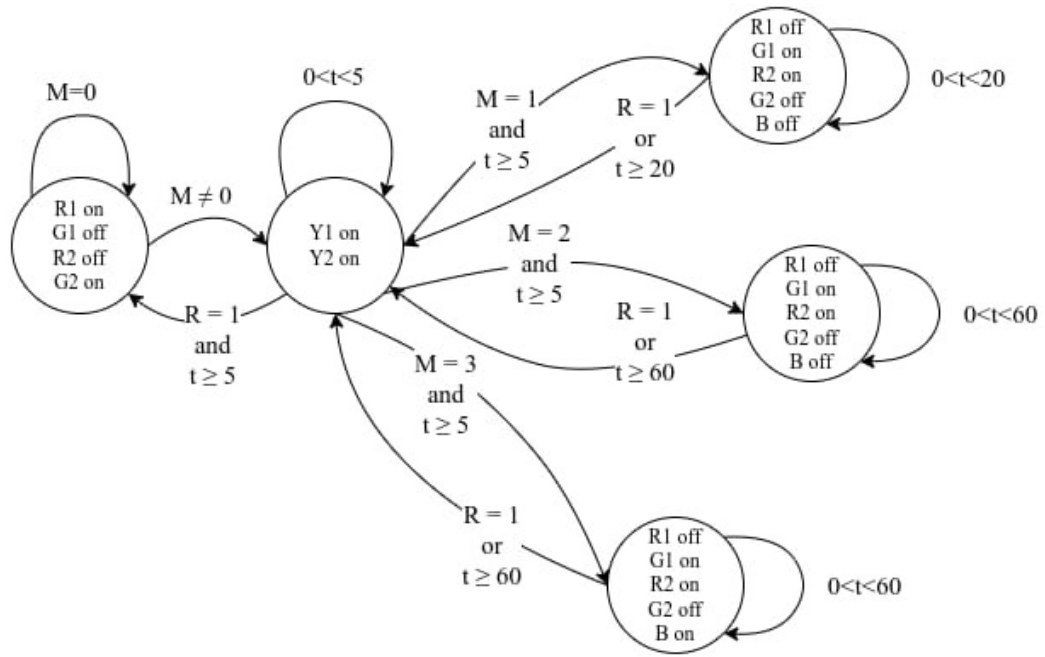 M=0
R1 on
G1 off
R2 off
G2 on
M ≠ 0
R = 1
and
t ≥ 5
0<t<5
Y1 on
Y2 on
M = 1
and
t ≥ 5
R = 1
or
t ≥ 20
R1 off
G1 on
R2 on
G2 off
B off
0<t<20
M = 2
and
t ≥ 5
R = 1
or
t ≥ 60
R1 off
G1 on
R2 on
G2 off
B off
0<t<60
M = 3
and
t ≥ 5
R = 1
or
t ≥ 60
R1 off
G1 on
R2 on
G2 off
B on
0<t<60